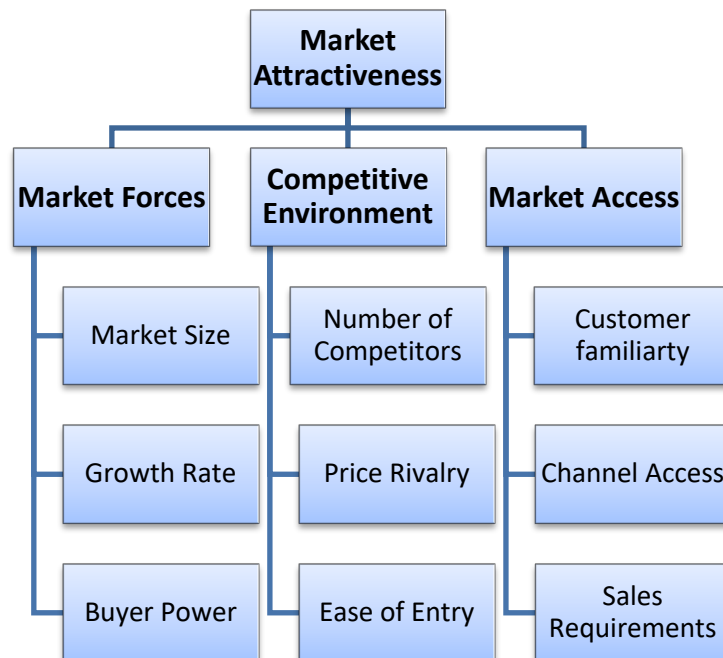 Market
Attractiveness
Market Forces
Competitive
Environment
Market Access
Market Size
Number of
Competitors
Customer
familiarty
Growth Rate
Price Rivalry
Channel Access
Buyer Power
Ease of Entry
Sales
Requirements